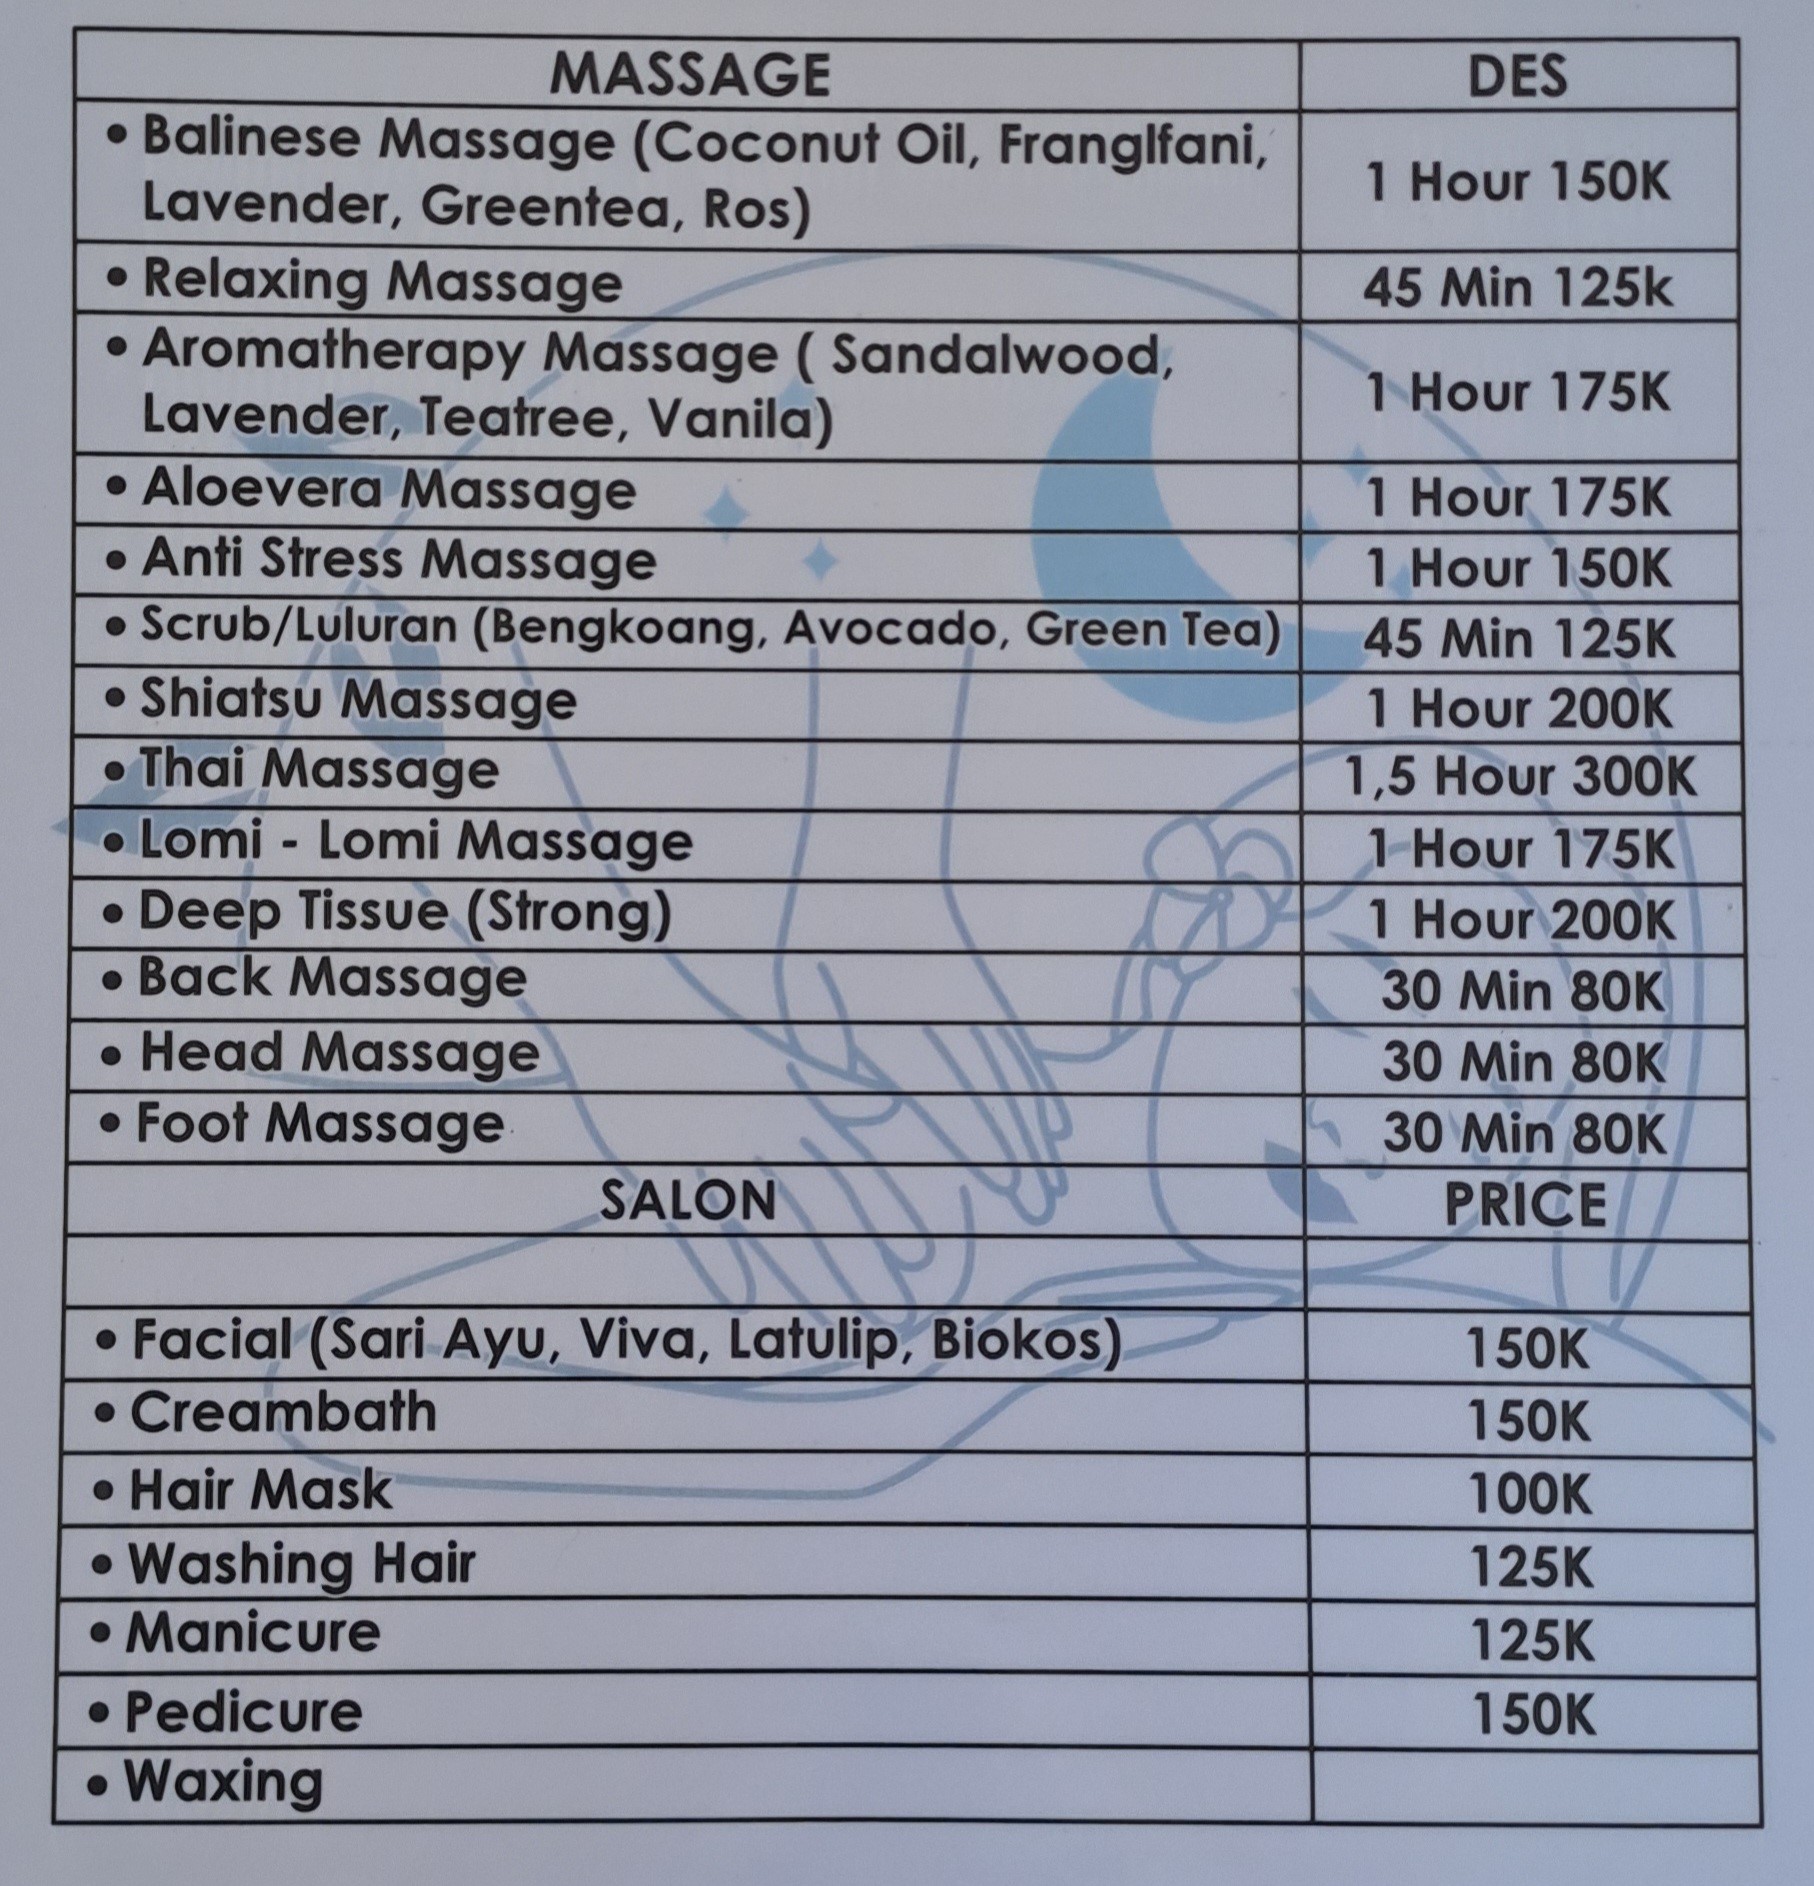 MASSAGE DES
• Balinese Massage (Coconut Oil, Franglfani,
Lavender, Greentea, Ros)
1 Hour 150K
• Relaxing Massage 45 Min 125k
• Aromatherapy Massage ( Sandalwood,
Lavender, Teatree, Vanila)
1 Hour 175K
• Aloevera Massage 1 Hour 175K
• Anti Stress Massage 1 Hour 150K
• Scrub/Luluran (Bengkoang, Avocado, Green Tea) 45 Min 125K
• Shiatsu Massage 1 Hour 200K
• Thai Massage 1,5 Hour 300K
• Lomi - Lomi Massage 1 Hour 175K
• Deep Tissue (Strong) 1 Hour 200K
• Back Massage 30 Min 80K
• Head Massage 30 Min 80K
• Foot Massage 30 Min 80K
SALON PRICE
• Facial (Sari Ayu, Viva, Latulip, Biokos) 150K
• Creambath 150K
• Hair Mask 100K
• Washing Hair 125K
• Manicure 125K
• Pedicure 150K
• Waxing